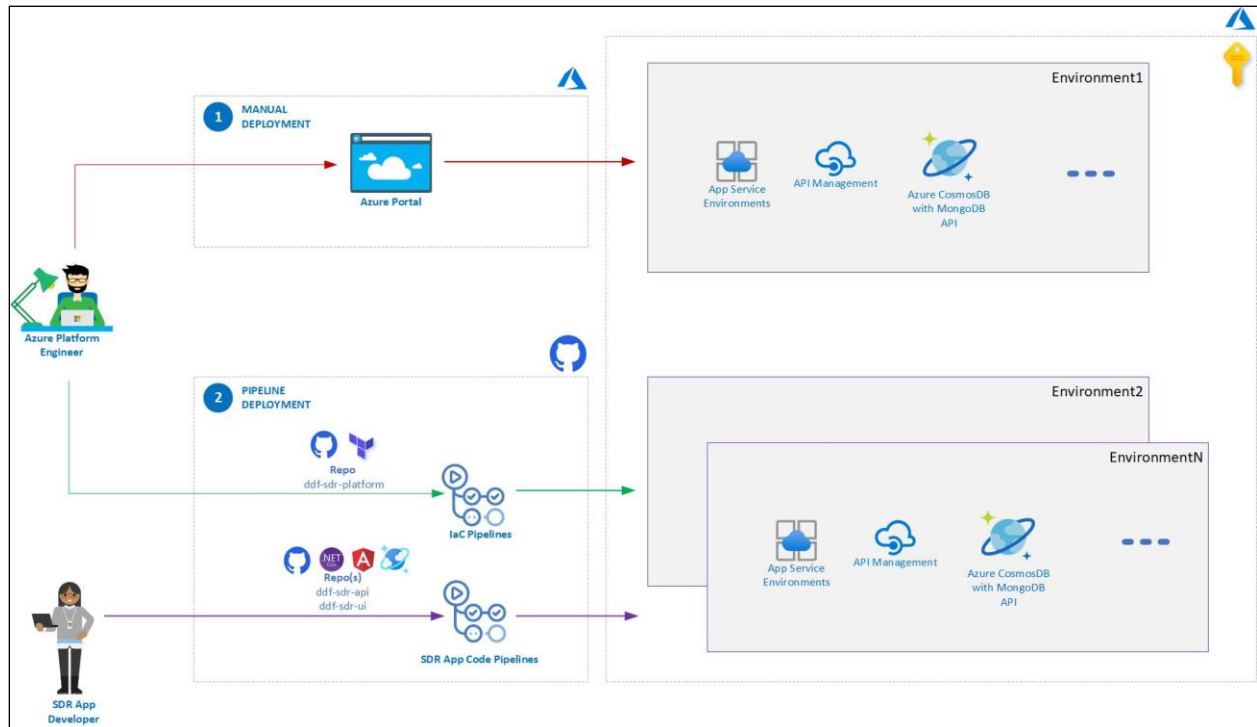 1
MANUAL
DEPLOYMENT
Azure Portal
Environment1
App Service
Environments
API Management
Azure CosmosDB
with MongoDB
API
Azure Platform
Engineer
2
PIPELINE
DEPLOYMENT
Repo
ddf-sdr-platform
IaC Pipelines
NET
Core
Repo(s)
ddf-sdr-api
ddf-sdr-ui
SDR App Code Pipelines
SDR App
Developer
Environment2
EnvironmentN
App Service
Environments
API Management
Azure CosmosDB
with MongoDB
API